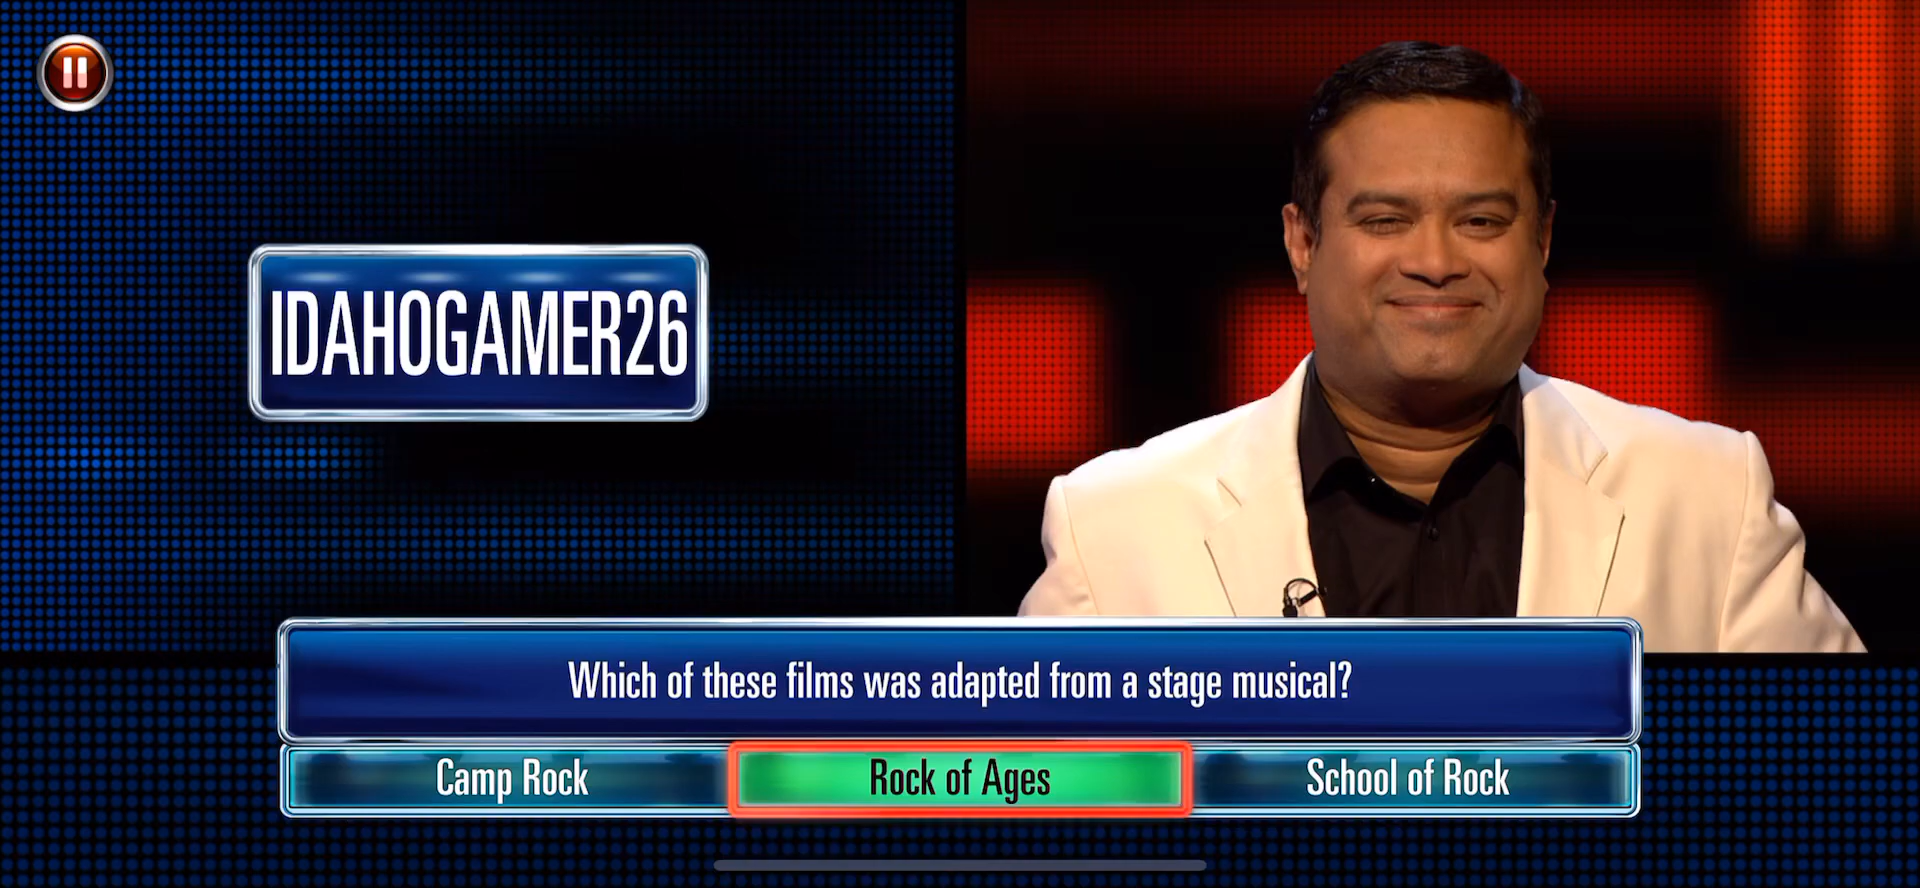 IDAHOGAMER26
Which of these films was adapted from a stage musical?
Camp Rock
Rock of Ages
School of Rock